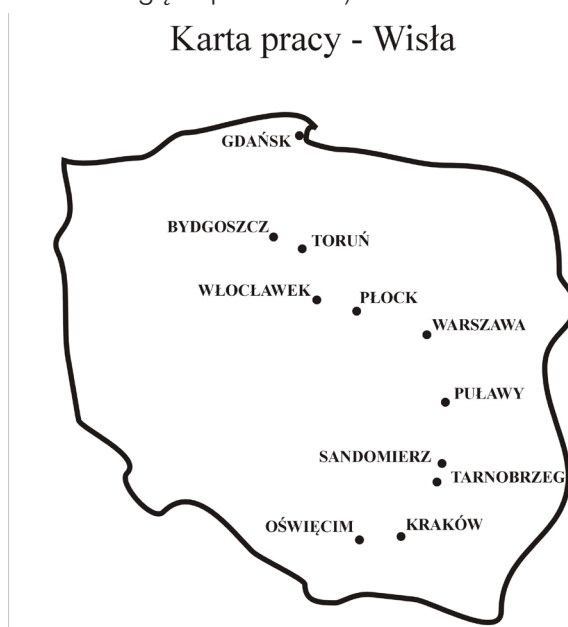 Karta pracy - Wisła
GDAŃSK
BYDGOSZCZ
TORUŃ
WŁOCŁAWEK
PŁOCK
WARSZAWA
PUŁAWY
SANDOMIERZ
TARNOBRZEG
OŚWIĘCIM
KRAKÓW